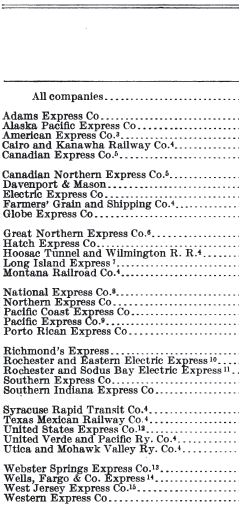 All companies
Adams Express Co
Alaska Pacific Express Co
American Express Co.³
Cairo and Kanawha Railway Co.⁴
Canadian Express Co.⁵
Canadian Northern Express Co.⁵
Davenport & Mason
Electric Express Co
Farmers' Grain and Shipping Co.⁴
Globe Express Co
Great Northern Express Co.⁶
Hatch Express Co
Hoosac Tunnel and Wilmington R. R.⁴
Long Island Express⁷
Montana Railroad Co.⁴
National Express Co.⁸
Northern Express Co
Pacific Coast Express Co
Pacific Express Co.⁹
Porto Rican Express Co
Richmond's Express
Rochester and Eastern Electric Express¹⁰
Rochester and Sodus Bay Electric Express¹¹
Southern Express Co
Southern Indiana Express Co
Syracuse Rapid Transit Co.⁴
Texas Mexican Railway Co.⁴
United States Express Co.¹²
United Verde and Pacific Ry. Co.⁴
Utica and Mohawk Valley Ry. Co.⁴
Webster Springs Express Co.¹³
Wells, Fargo & Co. Express¹⁴
West Jersey Express Co.¹⁵
Western Express Co